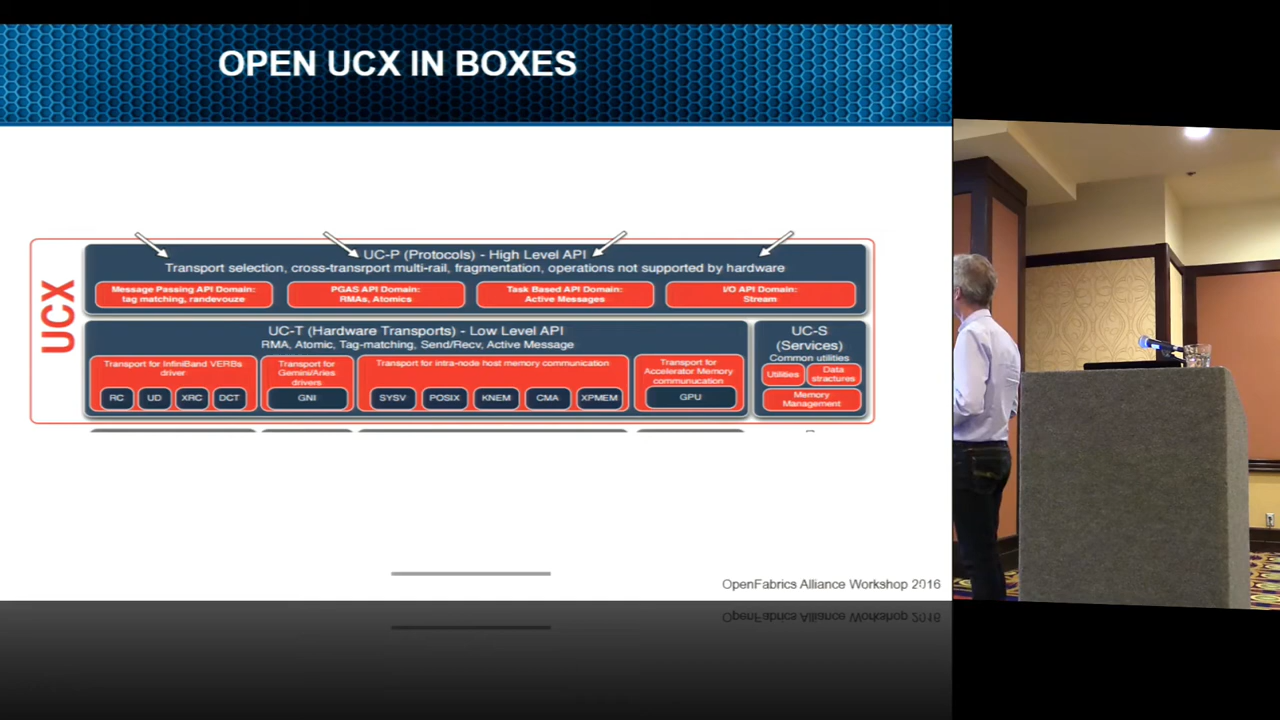 OPEN UCX IN BOXES
UCX
UC-P (Protocols) - High Level API
Transport selection, cross-transrport multi-rail, fragmentation, operations not supported by hardware
Message Passing API Domain:
tag matching, randevouze
PGAS API Domain:
RMAs, Atomics
Task Based API Domain:
Active Messages
I/O API Domain:
Stream
UC-T (Hardware Transports) - Low Level API
RMA, Atomic, Tag-matching, Send/Recv, Active Message
Transport for InfiniBand VERBs
driver
RC UD XRC DCT
Transport for
Gemini/Aries
drivers
GNI
Transport for intra-node host memory communication
SYSV POSIX KNEM CMA XPMEM
Transport for
Accelerator Memory
communucation
GPU
UC-S
(Services)
Common utilities
Utilities
Data
stractures
Memory
Management
OpenFabrics Alliance Workshop 2016
OpenFabrics Alliance Workshop 2016